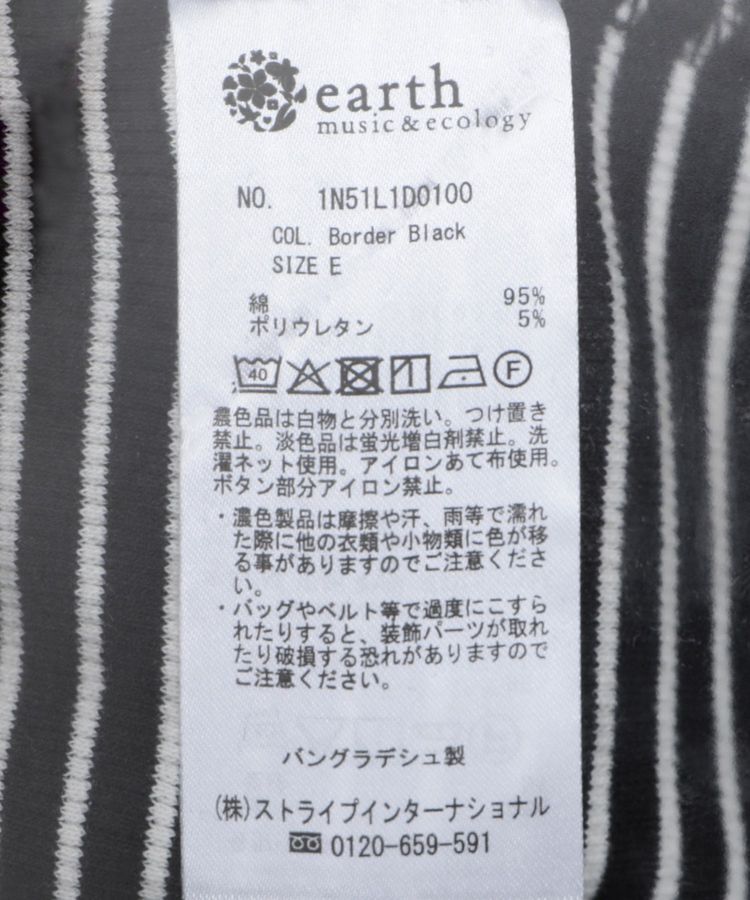 earth
music&ecology
NO. 1N51L1D0100
COL. Border Black
SIZE E
綿 95%
ポリウレタン 5%
40 F
濃色品は白物と分別洗い。つけ置き
禁止。淡色品は蛍光増白剤禁止。洗
濯ネット使用。アイロンあて布使用。
ボタン部分アイロン禁止。
・濃色製品は摩擦や汗、雨等で濡れ
た際に他の衣類や小物類に色が移
る事がありますのでご注意くださ
い。
・バッグやベルト等で過度にこすら
れたりすると、装飾パーツが取れ
たり破損する恐れがありますので
ご注意ください。
バングラデシュ製
(株)ストライプインターナショナル
0120-659-591